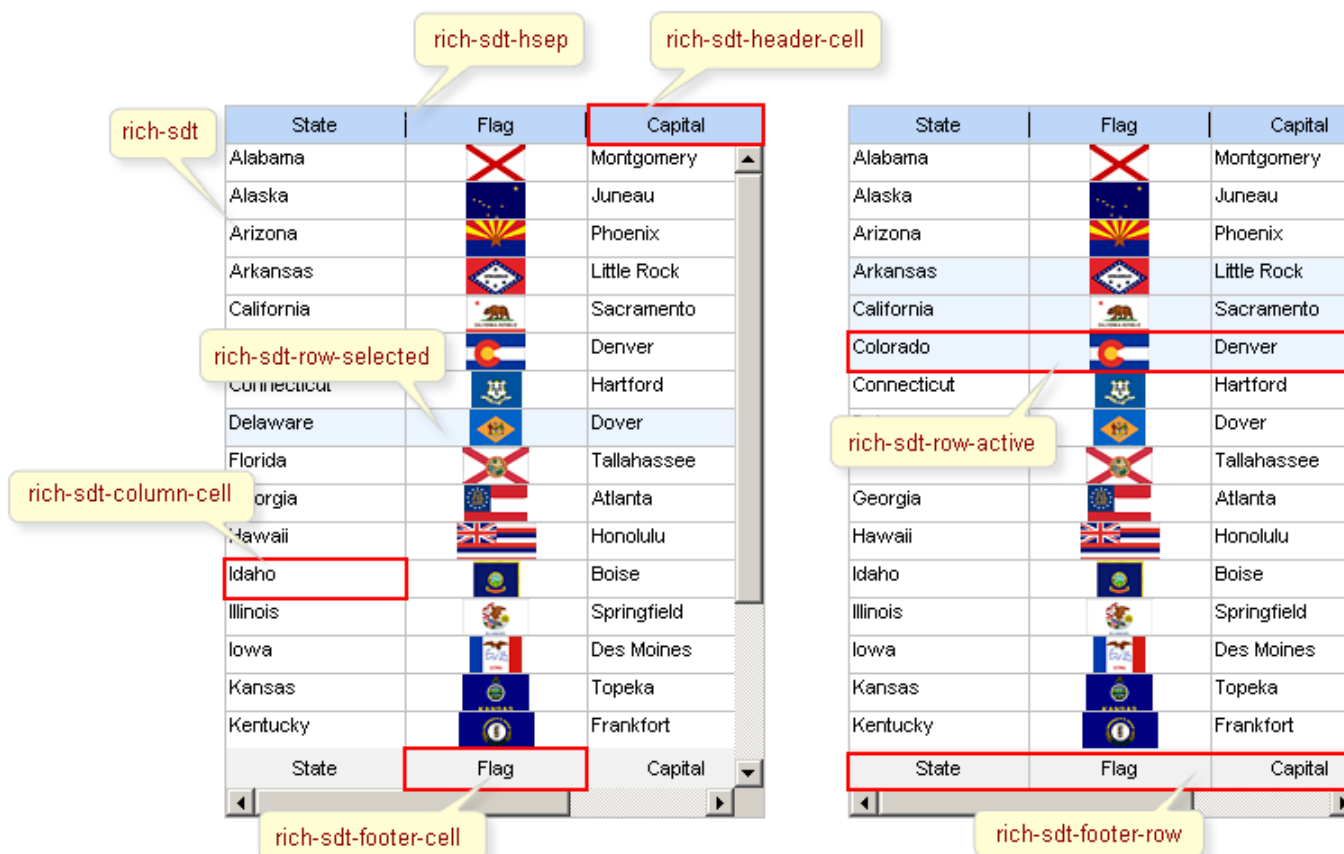 rich-sdt-hsep
rich-sdt-header-cell
rich-sdt
State Flag Capital
Alabama Montgomery
Alaska Juneau
Arizona Phoenix
Arkansas Little Rock
California Sacramento
Denver
rich-sdt-row-selected
Connecticut Hartford
Delaware Dover
Florida Tallahassee
rich-sdt-column-cell
orgia Atlanta
Hawaii Honolulu
Idaho Boise
Illinois Springfield
Iowa Des Moines
Kansas Topeka
Kentucky Frankfort
State Flag Capital
rich-sdt-footer-cell
State Flag Capital
Alabama Montgomery
Alaska Juneau
Arizona Phoenix
Arkansas Little Rock
California Sacramento
Colorado Denver
Connecticut Hartford
Dover
rich-sdt-row-active
Tallahassee
Georgia Atlanta
Hawaii Honolulu
Idaho Boise
Illinois Springfield
Iowa Des Moines
Kansas Topeka
Kentucky Frankfort
State Flag Capital
rich-sdt-footer-row